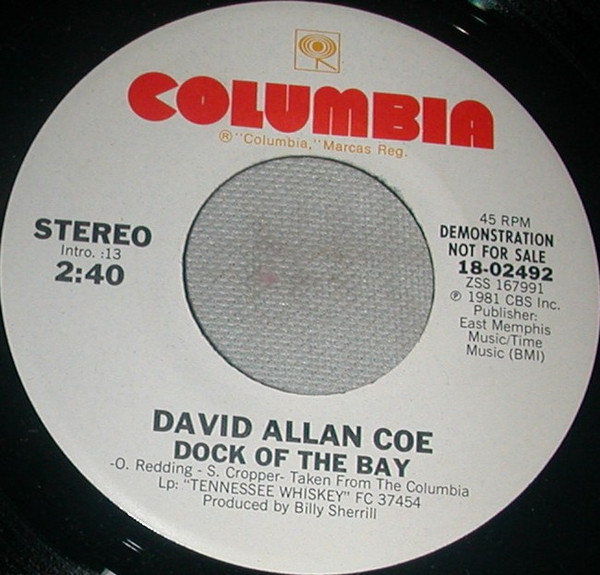 COLUMBIA
® "Columbia," Marcas Reg.
STEREO
Intro. :13
2:40
45 RPM
DEMONSTRATION
NOT FOR SALE
18-02492
ZSS 167991
℗ 1981 CBS Inc.
Publisher:
East Memphis
Music/Time
Music (BMI)
DAVID ALLAN COE
DOCK OF THE BAY
-O. Redding - S. Cropper- Taken From The Columbia
Lp: "TENNESSEE WHISKEY" FC 37454
Produced by Billy Sherrill